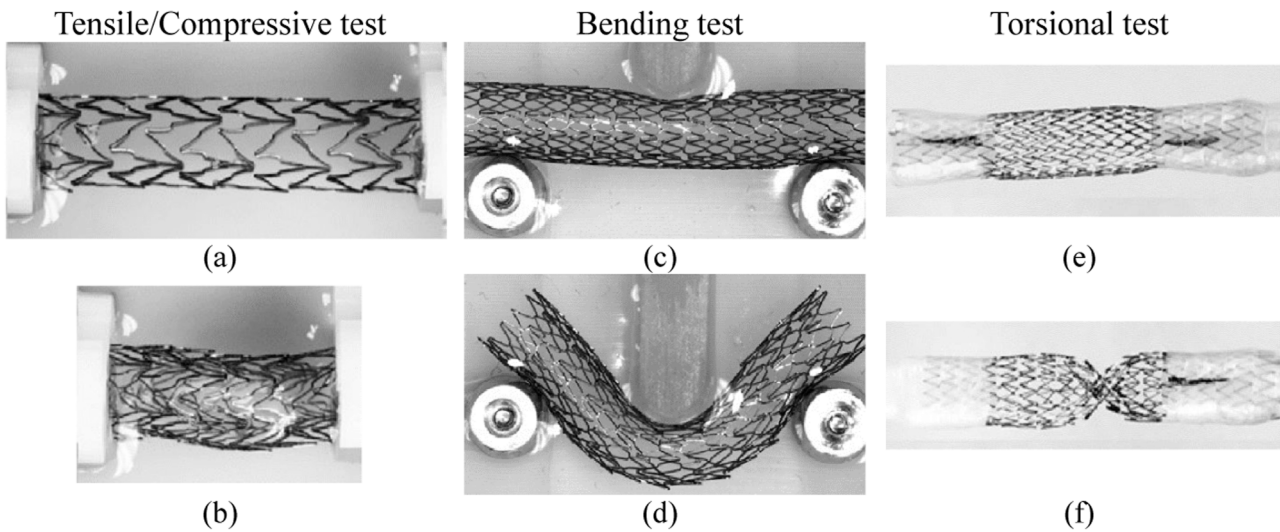 Tensile/Compressive test
Bending test
Torsional test
(a)
(c)
(e)
(b)
(d)
(f)